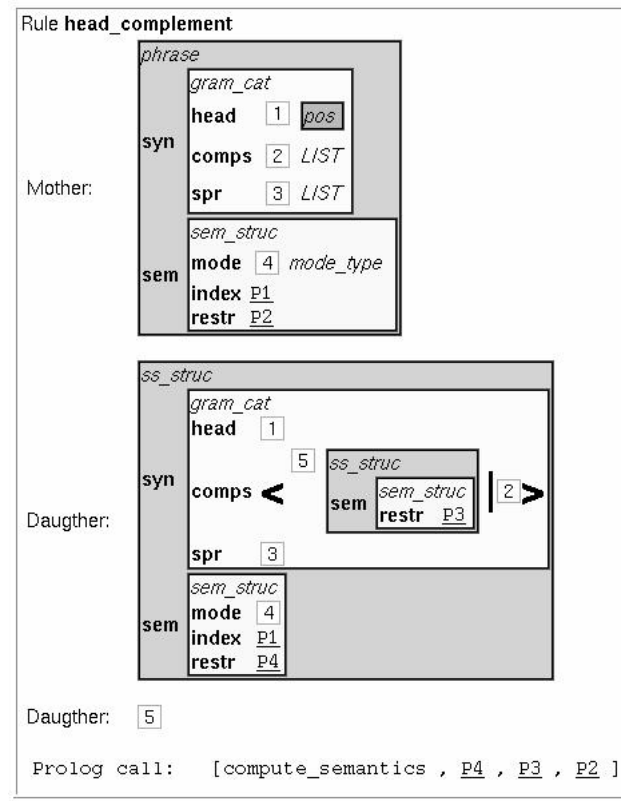 Rule head_complement
phrase
gram_cat
head 1 pos
syn
comps 2 LIST
Mother:
spr 3 LIST
sem_struc
mode 4 mode_type
sem
index P1
restr P2
ss_struc
gram_cat
head 1
5 ss_struc
syn
comps < sem sem_struc | 2 >
restr P3
Daugther:
spr 3
sem_struc
mode 4
sem
index P1
restr P4
Daugther: 5
Prolog call: [compute_semantics , P4 , P3 , P2 ]